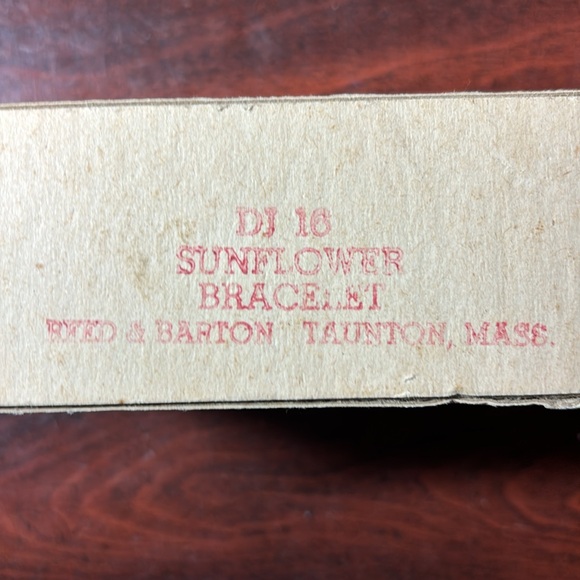 DJ 16
SUNFLOWER
BRACELET
REED & BARTON TAUNTON, MASS.